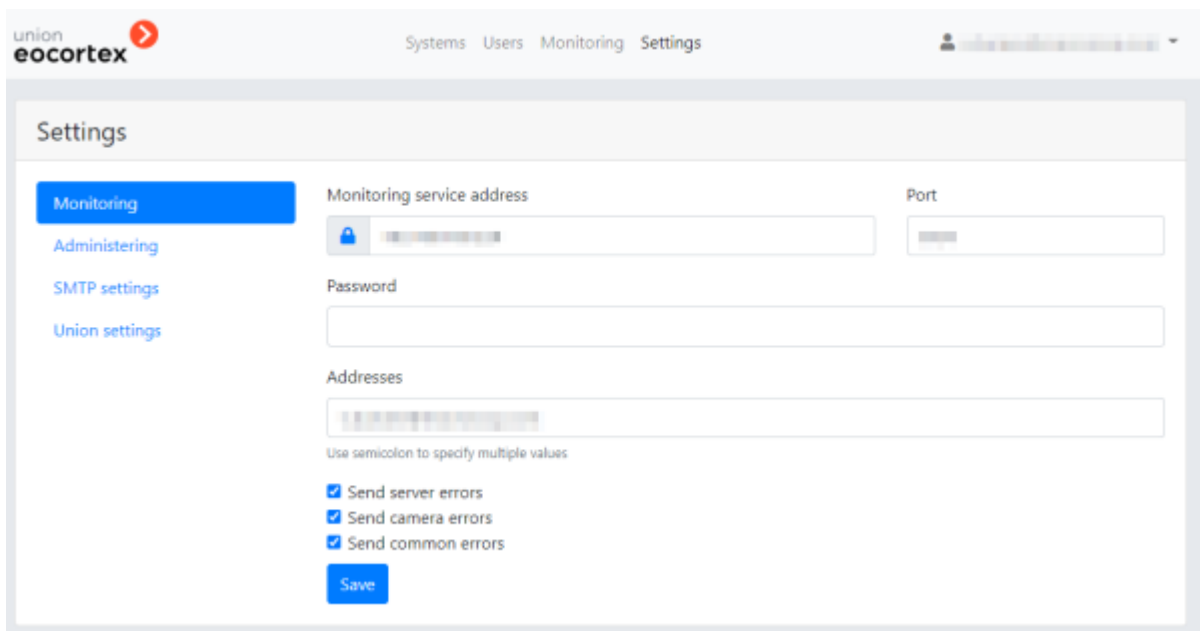 union
eocortex
Systems Users Monitoring Settings
Settings
Monitoring
Administering
SMTP settings
Union settings
Monitoring service address
Port
Password
Addresses
Use semicolon to specify multiple values
Send server errors
Send camera errors
Send common errors
Save